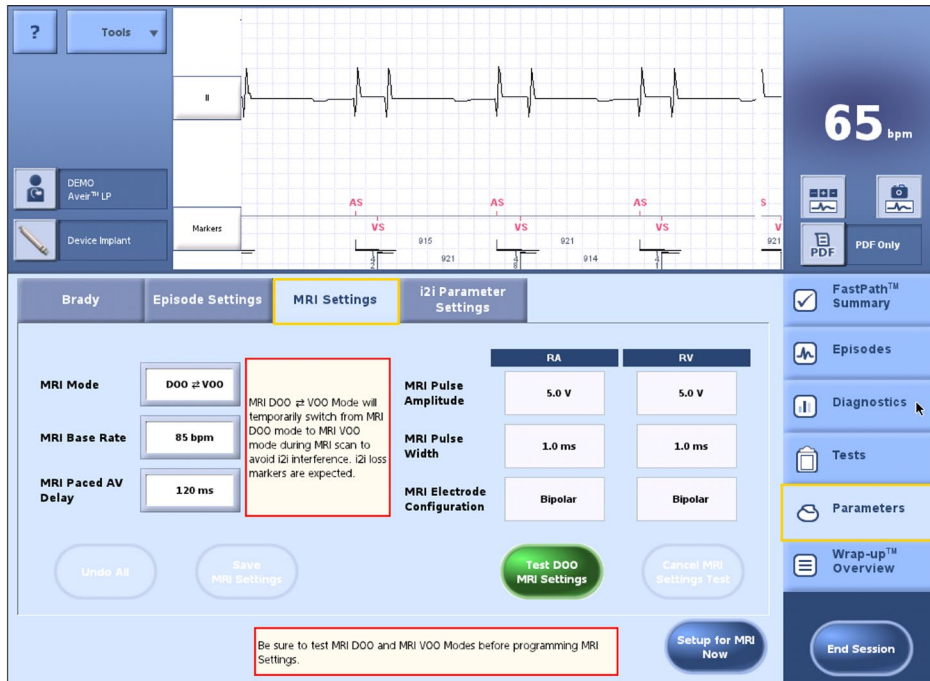 ?
Tools
II
65 bpm
DEMO
Aveir™ LP
AS
AS
AS
S
Markers
VS
VS
VS
V
Device Implant
915
921
921
921
914
PDF
PDF Only
Brady
Episode Settings
MRI Settings
i2i Parameter
Settings
FastPath™
Summary
Episodes
Diagnostics
Tests
Parameters
Wrap-up™
Overview
RA
RV
MRI Mode
DOO ⇄ VOO
MRI DOO ⇄ VOO Mode will
temporarily switch from MRI
DOO mode to MRI VOO
mode during MRI scan to
avoid i2i interference. i2i loss
markers are expected.
MRI Pulse
Amplitude
5.0 V
5.0 V
MRI Base Rate
85 bpm
MRI Pulse
Width
1.0 ms
1.0 ms
MRI Paced AV
Delay
120 ms
MRI Electrode
Configuration
Bipolar
Bipolar
Undo All
Save
MRI Settings
Test DOO
MRI Settings
Cancel MRI
Settings Test
Be sure to test MRI DOO and MRI VOO Modes before programming MRI
Settings.
Setup for MRI
Now
End Session